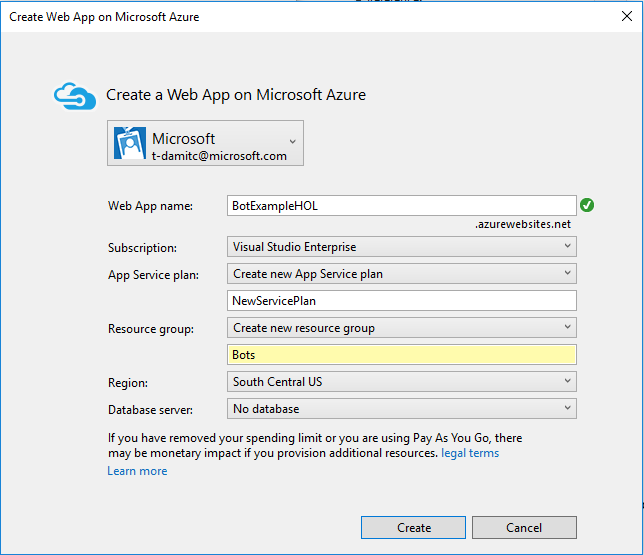 Create Web App on Microsoft Azure
Create a Web App on Microsoft Azure
Microsoft
t-damitc@microsoft.com
Web App name: BotExampleHOL
.azurewebsites.net
Subscription: Visual Studio Enterprise
App Service plan: Create new App Service plan
NewServicePlan
Resource group: Create new resource group
Bots
Region: South Central US
Database server: No database
If you have removed your spending limit or you are using Pay As You Go, there
may be monetary impact if you provision additional resources. legal terms
Learn more
Create Cancel